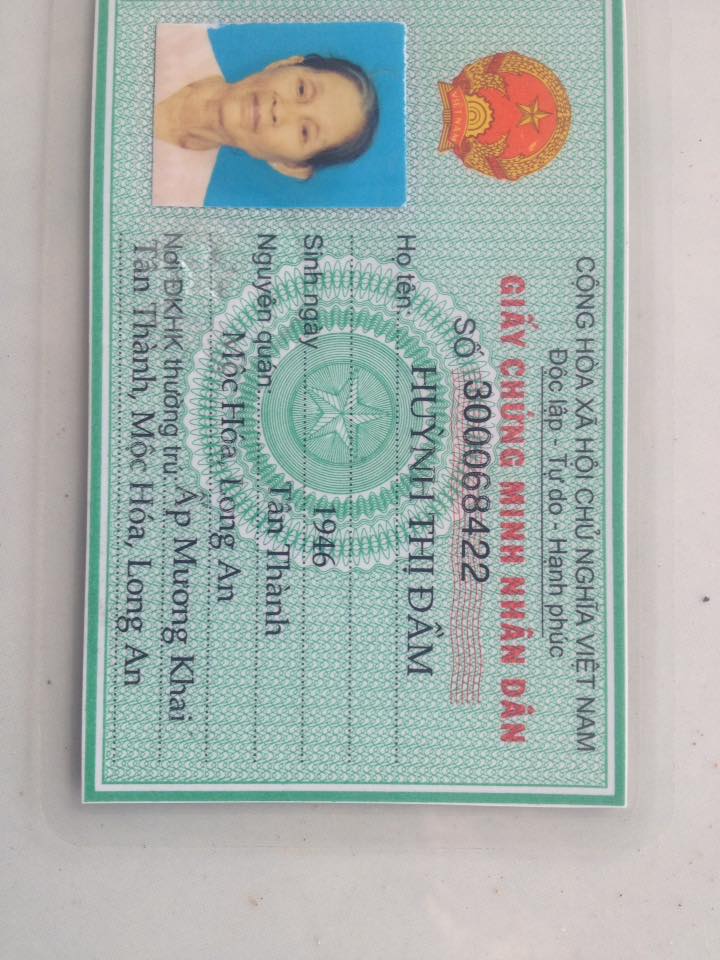 CỘNG HÒA XÃ HỘI CHỦ NGHĨA VIỆT NAM
Độc lập - Tự do - Hạnh phúc
GIẤY CHỨNG MINH NHÂN DÂN
SỐ 300068422
Họ tên: HUỲNH THỊ ĐẦM
Sinh ngày 1946
Nguyên quán Tân Thành
Mộc Hóa, Long An
Nơi ĐKHK thường trú: Ấp Mương Khai
Tân Thành, Mộc Hóa, Long An
VIỆT NAM